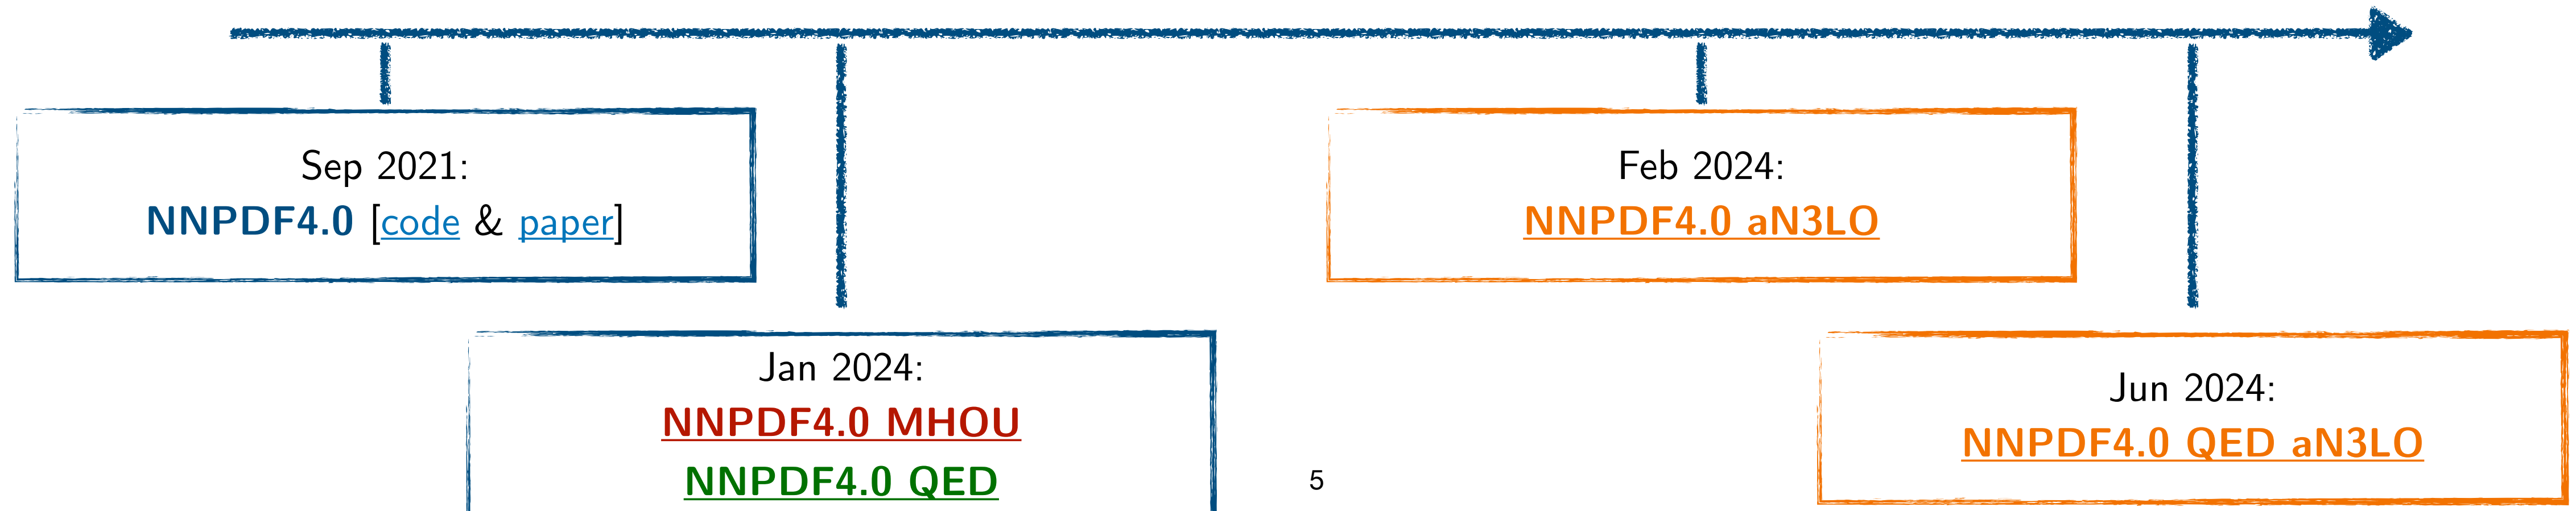 Sep 2021:
NNPDF4.0 [code & paper]
Jan 2024:
NNPDF4.0 MHOU
NNPDF4.0 QED
Feb 2024:
NNPDF4.0 aN3LO
Jun 2024:
NNPDF4.0 QED aN3LO
5